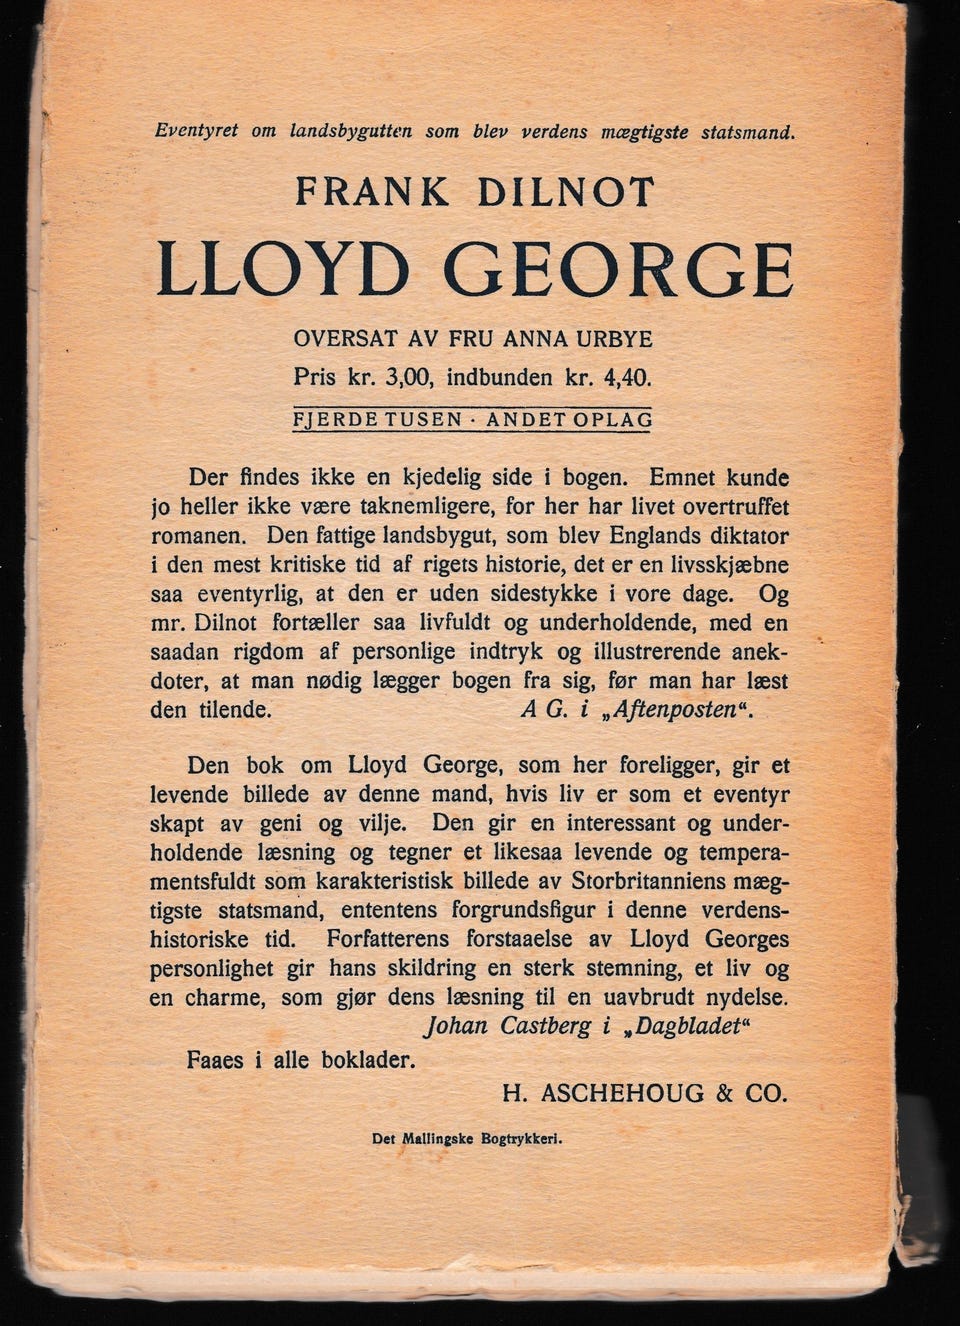 Eventyret om landsbygutten som blev verdens mægtigste statsmand.
FRANK DILNOT
LLOYD GEORGE
OVERSAT AV FRU ANNA URBYE
Pris kr. 3,00, indbunden kr. 4,40.
FJERDE TUSEN · ANDET OPLAG
Der findes ikke en kjedelig side i bogen. Emnet kunde
jo heller ikke være taknemligere, for her har livet overtruffet
romanen. Den fattige landsbygut, som blev Englands diktator
i den mest kritiske tid af rigets historie, det er en livsskjæbne
saa eventyrlig, at den er uden sidestykke i vore dage. Og
mr. Dilnot fortæller saa livfuldt og underholdende, med en
saadan rigdom af personlige indtryk og illustrerende anek-
doter, at man nødig lægger bogen fra sig, før man har læst
den tilende. A G. i „Aftenposten“.
Den bok om Lloyd George, som her foreligger, gir et
levende billede av denne mand, hvis liv er som et eventyr
skapt av geni og vilje. Den gir en interessant og under-
holdende læsning og tegner et likesaa levende og tempera-
mentsfuldt som karakteristisk billede av Storbritanniens mæg-
tigste statsmand, ententens forgrundsfigur i denne verdens-
historiske tid. Forfatterens forstaaelse av Lloyd Georges
personlighet gir hans skildring en sterk stemning, et liv og
en charme, som gjør dens læsning til en uavbrudt nydelse.
Johan Castberg i „Dagbladet“
Faaes i alle boklader.
H. ASCHEHOUG & CO.
Det Mallingske Bogtrykkeri.